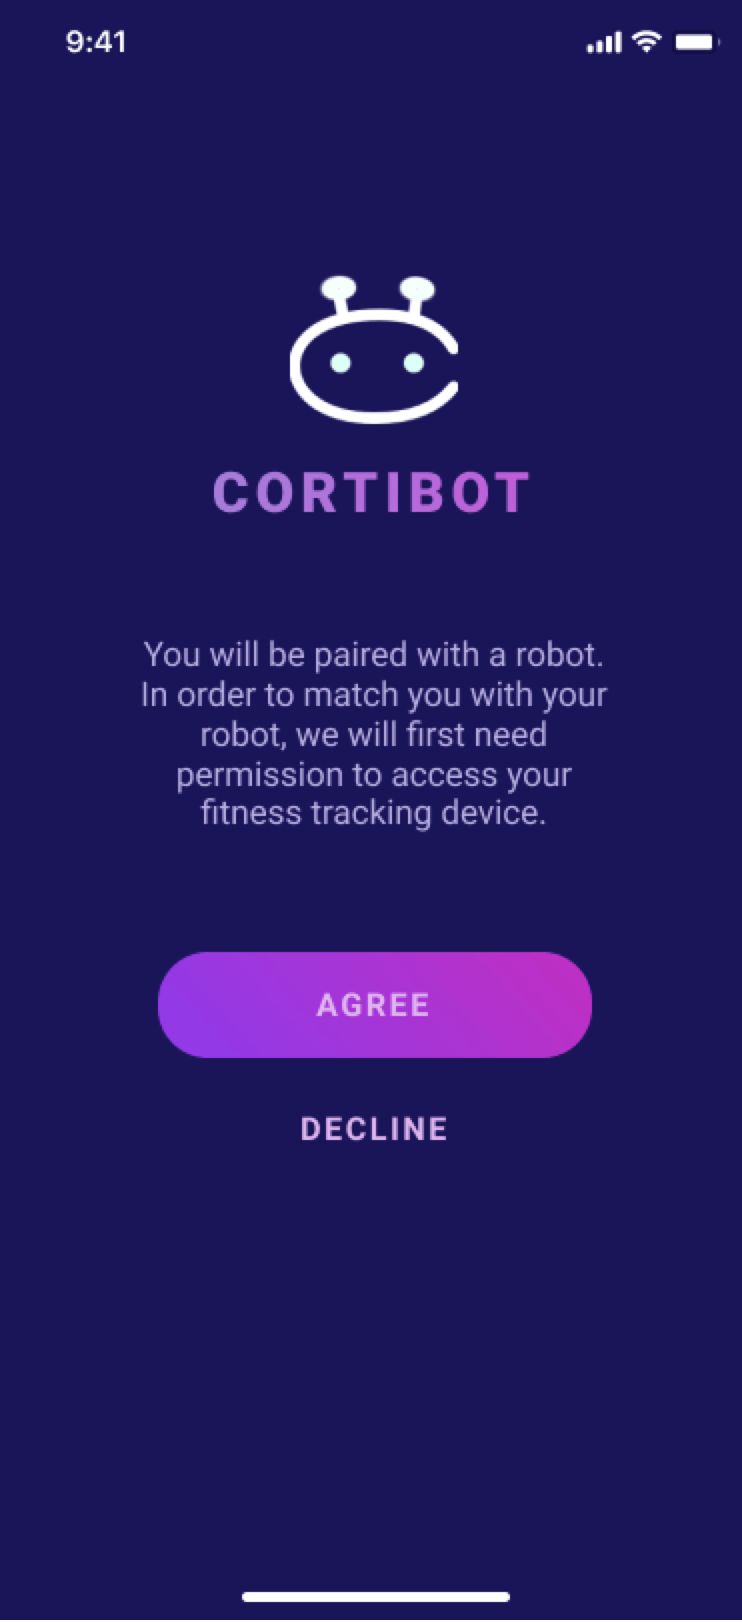 9:41
CORTIBOT
You will be paired with a robot.
In order to match you with your
robot, we will first need
permission to access your
fitness tracking device.
AGREE
DECLINE